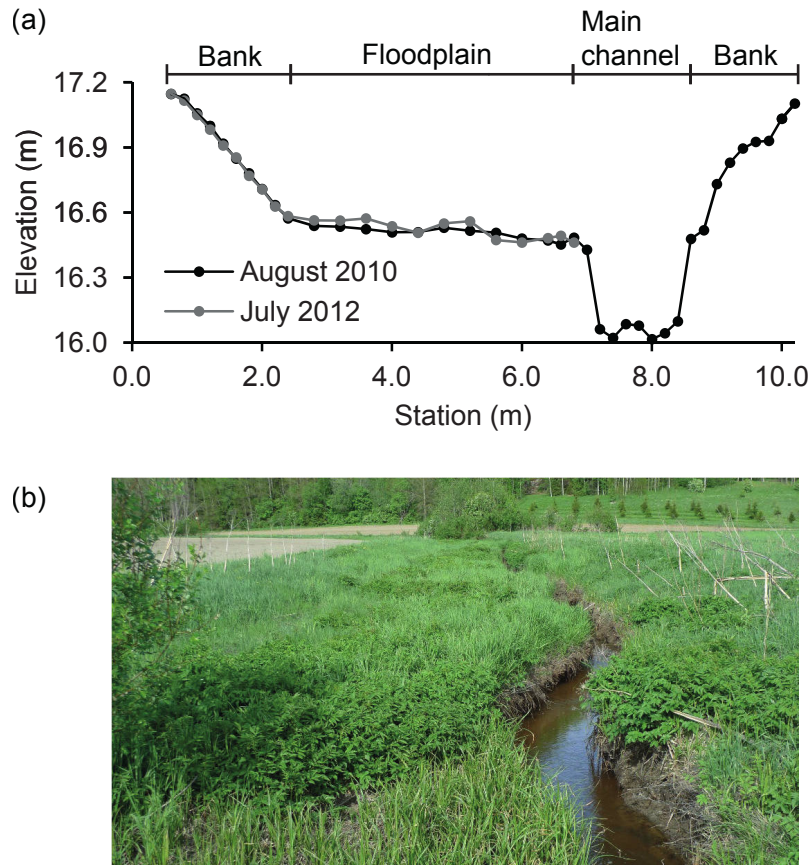 (a)
Main
Bank Floodplain channel Bank
17.2
16.9
16.6
16.3
16.0
Elevation (m)
August 2010
July 2012
0.0 2.0 4.0 6.0 8.0 10.0
Station (m)
(b)